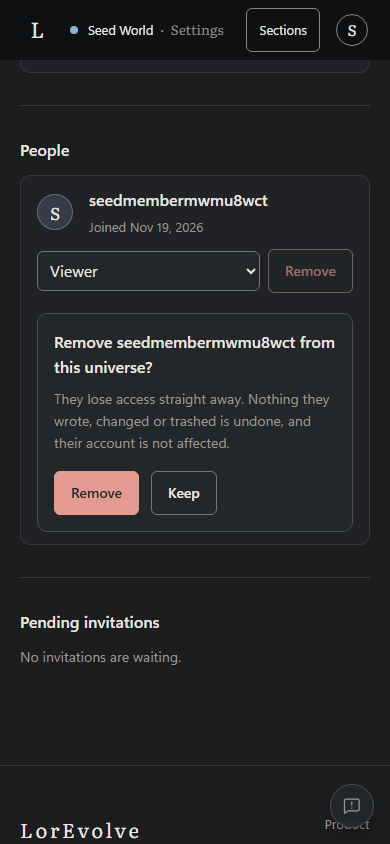 L
Seed World · Settings
Sections
S
People
S
seedmembermwmu8wct
Joined Nov 19, 2026
Viewer
Remove
Remove seedmembermwmu8wct from
this universe?
They lose access straight away. Nothing they
wrote, changed or trashed is undone, and
their account is not affected.
Remove
Keep
Pending invitations
No invitations are waiting.
LorEvolve
Product